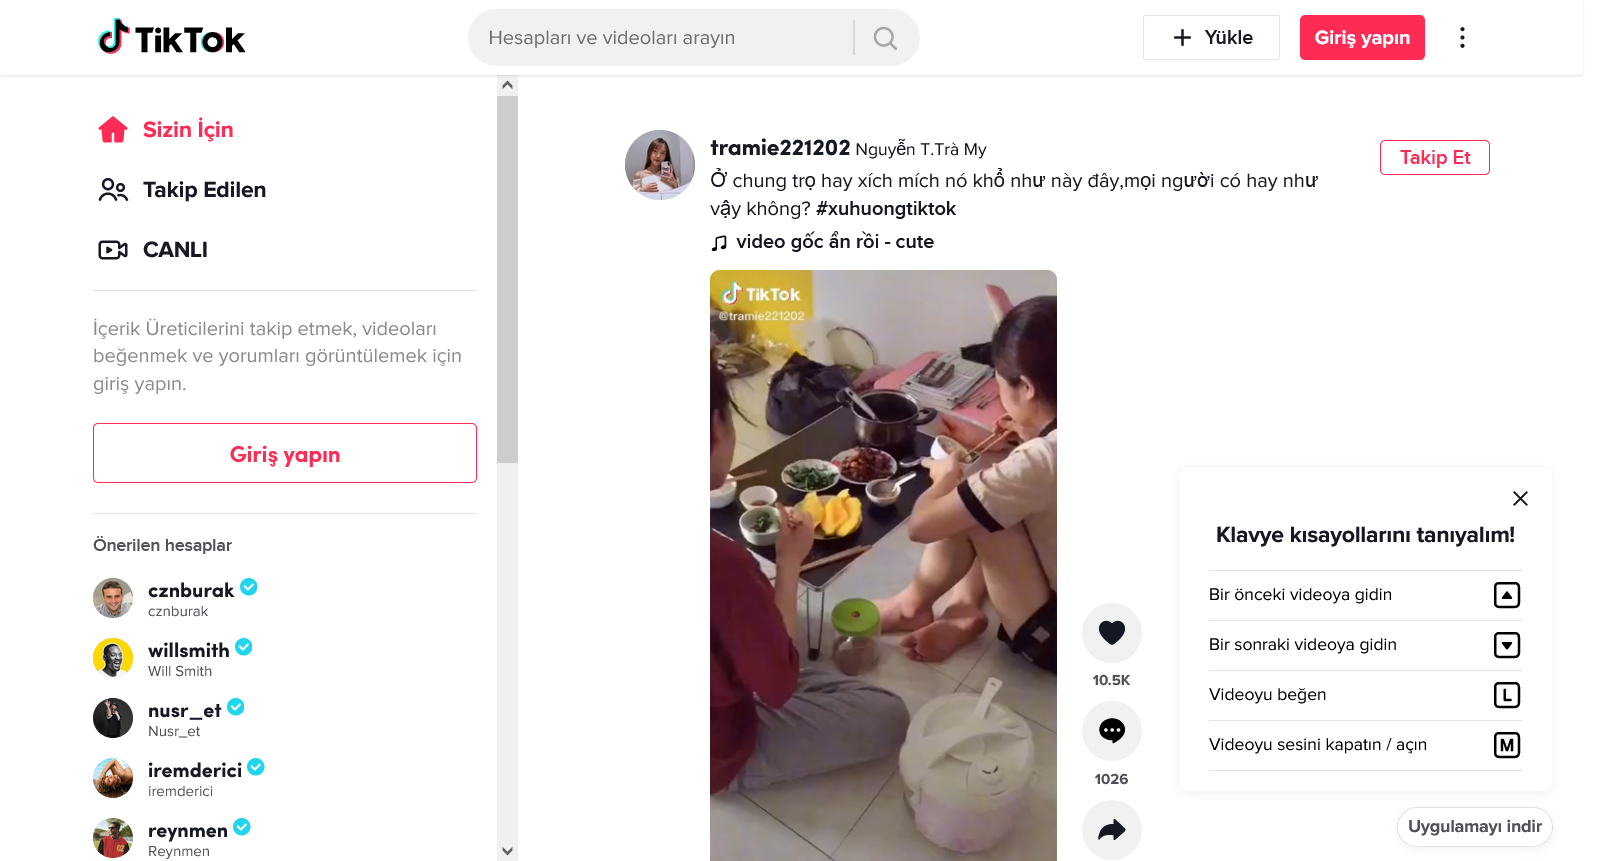 TikTok
Hesapları ve videoları arayın
Yükle
Giriş yapın
Sizin İçin
Takip Edilen
CANLI
İçerik Üreticilerini takip etmek, videoları
beğenmek ve yorumları görüntülemek için
giriş yapın.
Giriş yapın
Önerilen hesaplar
cznburak
cznburak
willsmith
Will Smith
nusr_et
Nusr_et
iremderici
iremderici
reynmen
Reynmen
tramie221202 Nguyễn T.Trà My
Takip Et
Ở chung trọ hay xích mích nó khổ như này đây,mọi người có hay như
vậy không? #xuhuongtiktok
video gốc ẩn rồi - cute
TikTok
@tramie221202
10.5K
1026
Klavye kısayollarını tanıyalım!
Bir önceki videoya gidin
Bir sonraki videoya gidin
Videoyu beğen L
Videoyu sesini kapatın / açın M
Uygulamayı indir